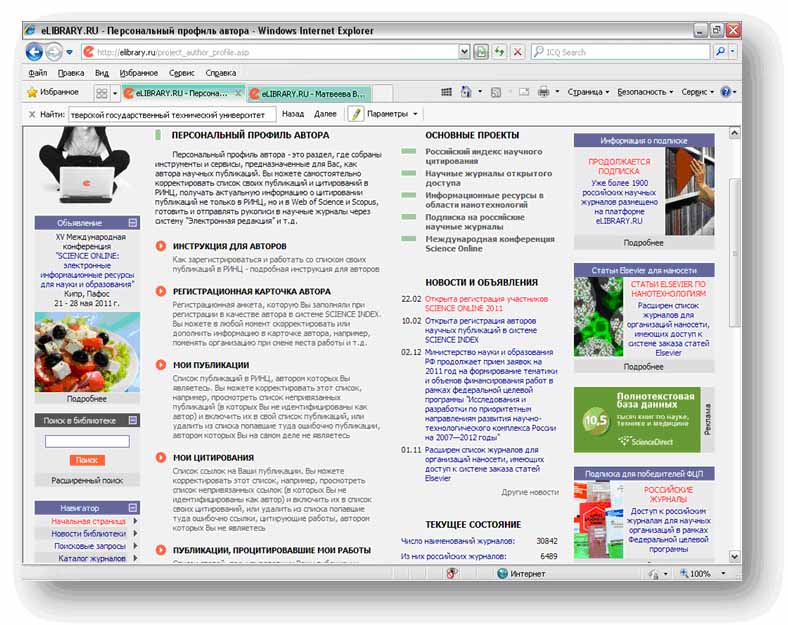 eLIBRARY.RU - Персональный профиль автора - Windows Internet Explorer
http://elibrary.ru/project_author_profile.asp
ICQ Search
Файл Правка Вид Избранное Сервис Справка
Избранное
eLIBRARY.RU - Персона...
eLIBRARY.RU - Матвеева В...
Страница
Безопасность
Сервис
Найти: тверской государственный технический университет
Назад Далее Параметры
Объявление
XV Международная
конференция
"SCIENCE ONLINE:
электронные
информационные ресурсы
для науки и образования"
Кипр, Пафос
21 - 28 мая 2011 г.
Подробнее
Поиск в библиотеке
Поиск
Расширенный поиск
Навигатор
Начальная страница
Новости библиотеки
Поисковые запросы
Каталог журналов
ПЕРСОНАЛЬНЫЙ ПРОФИЛЬ АВТОРА
Персональный профиль автора - это раздел, где собраны
инструменты и сервисы, предназначенные для Вас, как
автора научных публикаций. Вы можете самостоятельно
корректировать список своих публикаций и цитирований в
РИНЦ, получать актуальную информацию о цитировании
публикаций не только в РИНЦ, но и в Web of Science и Scopus,
готовить и отправлять рукописи в научные журналы через
систему "Электронная редакция" и т.д.
ИНСТРУКЦИЯ ДЛЯ АВТОРОВ
Как зарегистрироваться и работать со списком своих
публикаций в РИНЦ - подробная инструкция для авторов
РЕГИСТРАЦИОННАЯ КАРТОЧКА АВТОРА
Регистрационная анкета, которую Вы заполняли при
регистрации в качестве автора в системе SCIENCE INDEX.
Вы можете в любой момент скорректировать или
дополнить информацию в карточке автора, например,
поменять организацию при смене места работы и т.д.
МОИ ПУБЛИКАЦИИ
Список публикаций в РИНЦ, автором которых Вы
являетесь. Вы можете корректировать этот список,
например, просмотреть список непривязанных
публикаций (в которых Вы не идентифицированы как
автор) и включить их в свой список публикаций, или
удалить из списка попавшие туда ошибочно публикации,
автором которых Вы на самом деле не являетесь
МОИ ЦИТИРОВАНИЯ
Список ссылок на Ваши публикации. Вы можете
корректировать этот список, например, просмотреть
список непривязанных ссылок (в которых Вы не
идентифицированы как автор) и включить их в список
своих цитирований, или удалить из списка попавшие
туда ошибочно ссылки, цитирующие работы, автором
которых Вы не являетесь
ПУБЛИКАЦИИ, ПРОЦИТИРОВАВШИЕ МОИ РАБОТЫ
ОСНОВНЫЕ ПРОЕКТЫ
Российский индекс научного
цитирования
Научные журналы открытого
доступа
Информационные ресурсы в
области нанотехнологий
Подписка на российские
научные журналы
Международная конференция
Science Online
НОВОСТИ И ОБЪЯВЛЕНИЯ
22.02 Открыта регистрация участников
SCIENCE ONLINE 2011
10.02 Открыта регистрация авторов
научных публикаций в системе
SCIENCE INDEX
02.12 Министерство науки и образования
РФ продолжает прием заявок на
2011 год на формирование тематики
и объемов финансирования работ в
рамках федеральной целевой
программы "Исследования и
разработки по приоритетным
направлениям развития научно-
технологического комплекса России
на 2007—2012 годы"
01.11 Расширен список журналов для
организаций наносети, имеющих
доступ к системе заказа статей
Elsevier
Другие новости
ТЕКУЩЕЕ СОСТОЯНИЕ
Число наименований журналов: 30842
Из них российских журналов: 6489
Информация о подписке
ПРОДОЛЖАЕТСЯ
ПОДПИСКА
Уже более 1900
российских научных
журналов размещено
на платформе
eLIBRARY.RU
Подробнее
Статьи Elsevier для наносети
СТАТЬИ ELSEVIER ПО
НАНОТЕХНОЛОГИЯМ
Расширен список
журналов для
организаций наносети,
имеющих доступ к
системе заказа статей
Elsevier
Подробнее
Полнотекстовая
база данных
10,5 тысяч книг по науке,
технике и медицине
ScienceDirect
Реклама
Подписка для победителей ФЦП
РОССИЙСКИЕ
ЖУРНАЛЫ
Доступ к российским
журналам для научных
организаций в рамках
Федеральной целевой
программы
Интернет
100%